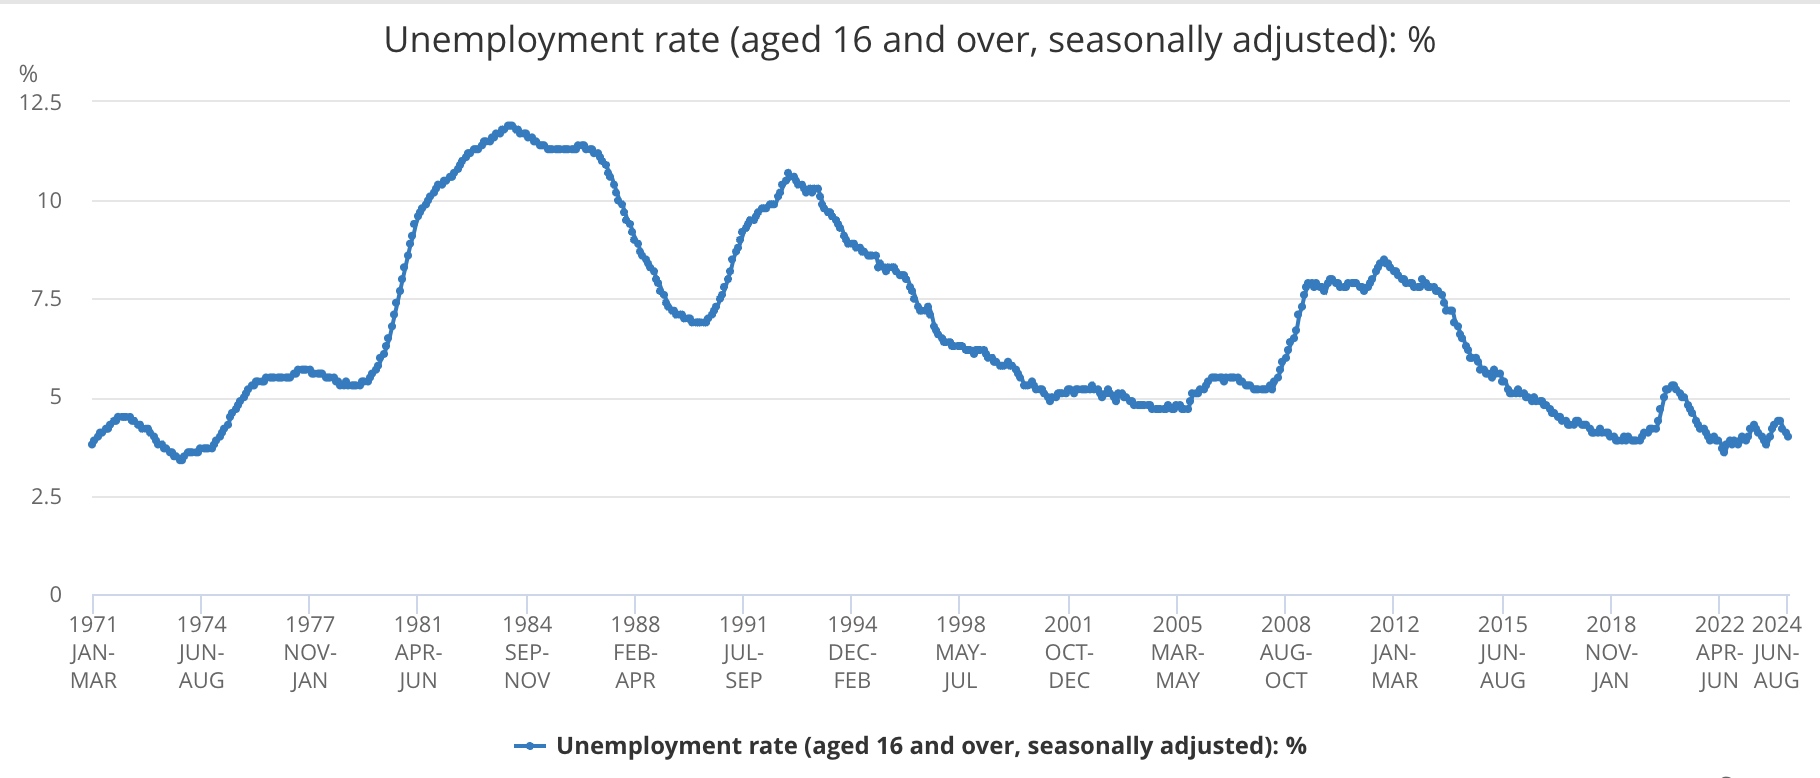 Unemployment rate (aged 16 and over, seasonally adjusted): %
%
12.5
10
7.5
5
2.5
0
1971 1974 1977 1981 1984 1988 1991 1994 1998 2001 2005 2008 2012 2015 2018 2022 2024
JAN- JUN- NOV- APR- SEP- FEB- JUL- DEC- MAY- OCT- MAR- AUG- JAN- JUN- NOV- APR- JUN-
MAR AUG JAN JUN NOV APR SEP FEB JUL DEC MAY OCT MAR AUG JAN JUN AUG
Unemployment rate (aged 16 and over, seasonally adjusted): %